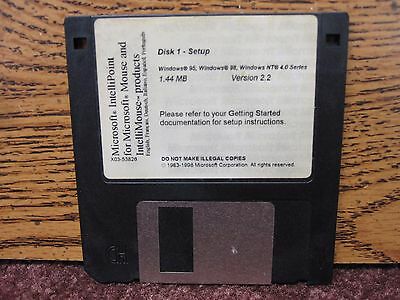 Microsoft® IntelliPoint
for Microsoft® Mouse and
IntelliMouse™ products
English, Français, Deutsch, Italiano, Español, Português
X03-53826
Disk 1 - Setup
Windows® 95, Windows® 98, Windows NT® 4.0 Series
1.44 MB Version 2.2
Please refer to your Getting Started
documentation for setup instructions.
DO NOT MAKE ILLEGAL COPIES
© 1983-1998 Microsoft Corporation. All rights reserved.